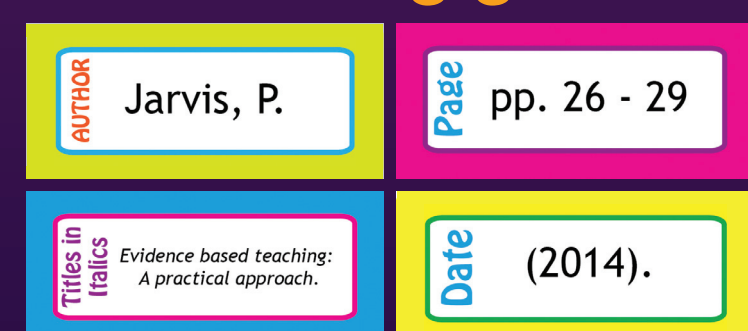 AUTHOR
Jarvis, P.
Page
pp. 26 - 29
Titles in
Italics
Evidence based teaching:
A practical approach.
Date
(2014).